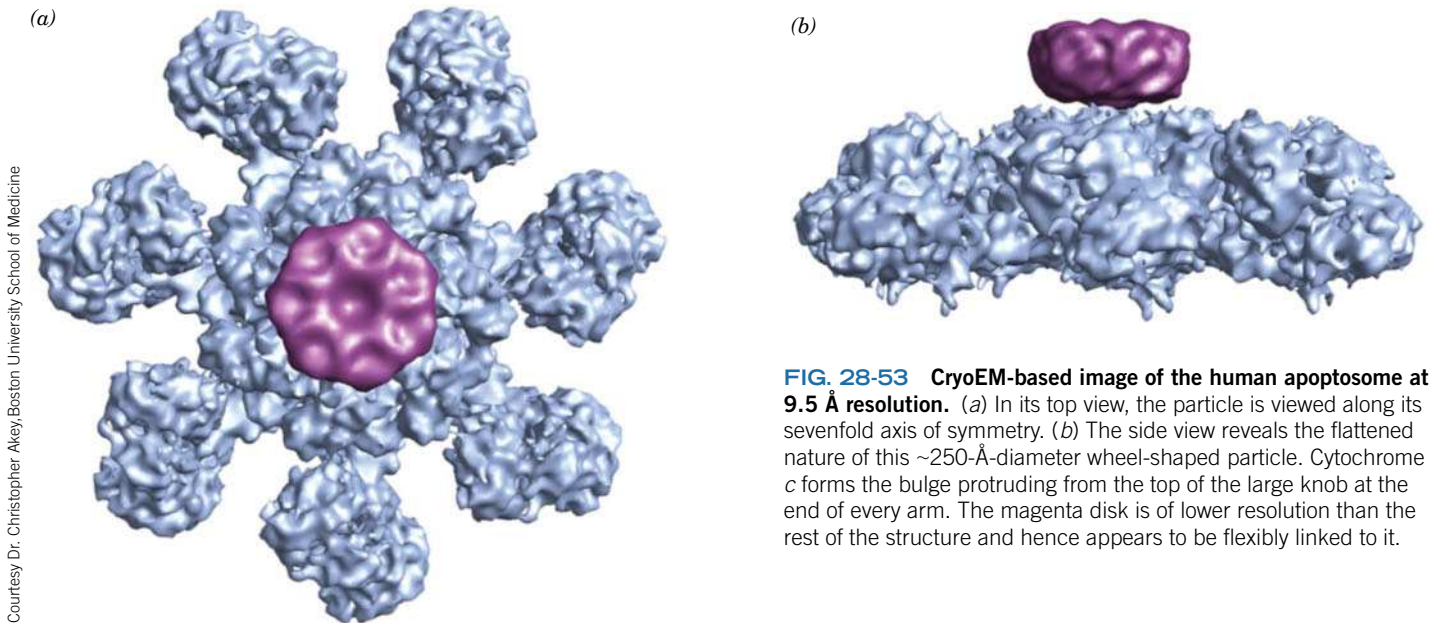 (a)
(b)
Courtesy Dr. Christopher Akey, Boston University School of Medicine
FIG. 28-53 CryoEM-based image of the human apoptosome at
9.5 Å resolution. (a) In its top view, the particle is viewed along its
sevenfold axis of symmetry. (b) The side view reveals the flattened
nature of this ~250-Å-diameter wheel-shaped particle. Cytochrome
c forms the bulge protruding from the top of the large knob at the
end of every arm. The magenta disk is of lower resolution than the
rest of the structure and hence appears to be flexibly linked to it.